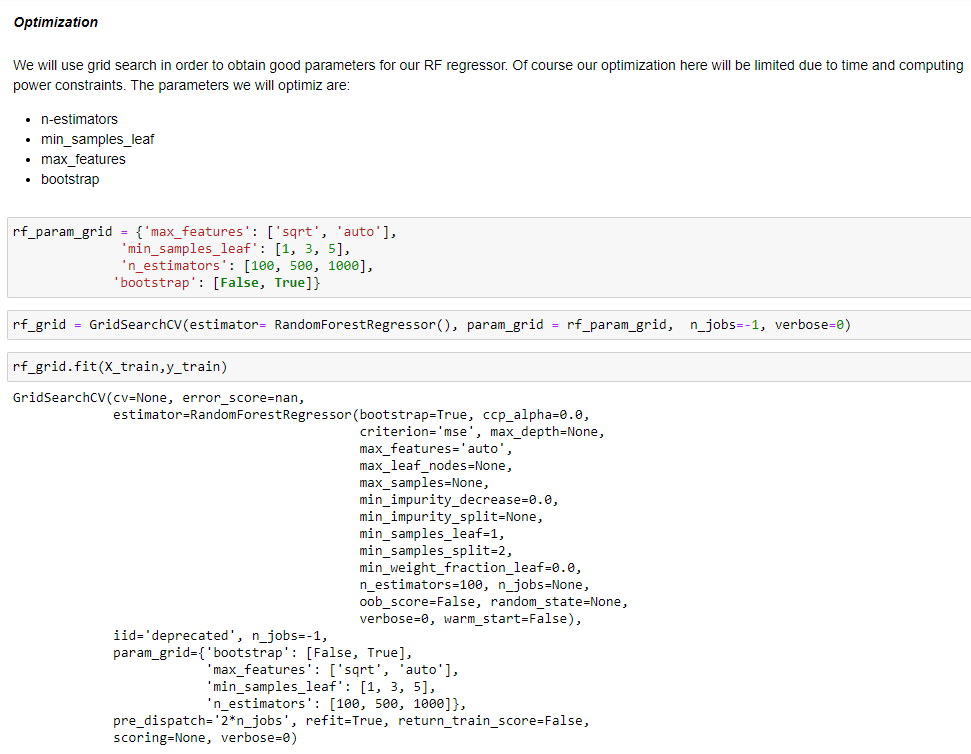 Optimization
We will use grid search in order to obtain good parameters for our RF regressor. Of course our optimization here will be limited due to time and computing
power constraints. The parameters we will optimiz are:
• n-estimators
• min_samples_leaf
• max_features
• bootstrap
rf_param_grid = {'max_features': ['sqrt', 'auto'],
              'min_samples_leaf': [1, 3, 5],
              'n_estimators': [100, 500, 1000],
             'bootstrap': [False, True]}
rf_grid = GridSearchCV(estimator= RandomForestRegressor(), param_grid = rf_param_grid,  n_jobs=-1, verbose=0)
rf_grid.fit(X_train,y_train)
GridSearchCV(cv=None, error_score=nan,
             estimator=RandomForestRegressor(bootstrap=True, ccp_alpha=0.0,
                                             criterion='mse', max_depth=None,
                                             max_features='auto',
                                             max_leaf_nodes=None,
                                             max_samples=None,
                                             min_impurity_decrease=0.0,
                                             min_impurity_split=None,
                                             min_samples_leaf=1,
                                             min_samples_split=2,
                                             min_weight_fraction_leaf=0.0,
                                             n_estimators=100, n_jobs=None,
                                             oob_score=False, random_state=None,
                                             verbose=0, warm_start=False),
             iid='deprecated', n_jobs=-1,
             param_grid={'bootstrap': [False, True],
                         'max_features': ['sqrt', 'auto'],
                         'min_samples_leaf': [1, 3, 5],
                         'n_estimators': [100, 500, 1000]},
             pre_dispatch='2*n_jobs', refit=True, return_train_score=False,
             scoring=None, verbose=0)